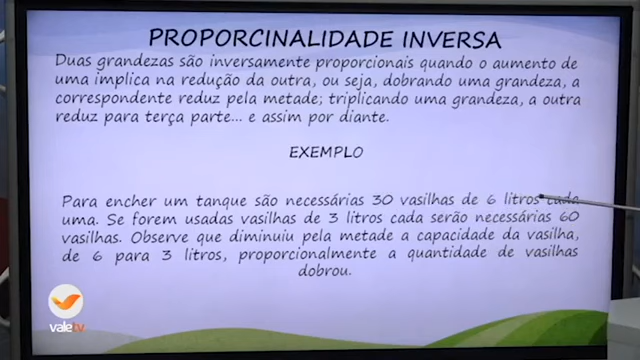 PROPORCINALIDADE INVERSA
Duas grandezas são inversamente proporcionais quando o aumento de
uma implica na redução da outra, ou seja, dobrando uma grandeza, a
correspondente reduz pela metade; triplicando uma grandeza, a outra
reduz para terça parte... e assim por diante.
EXEMPLO
Para encher um tanque são necessárias 30 vasilhas de 6 litros cada
uma. Se forem usadas vasilhas de 3 litros cada serão necessárias 60
vasilhas. Observe que diminuiu pela metade a capacidade da vasilha,
de 6 para 3 litros, proporcionalmente a quantidade de vasilhas
dobrou.
valetv